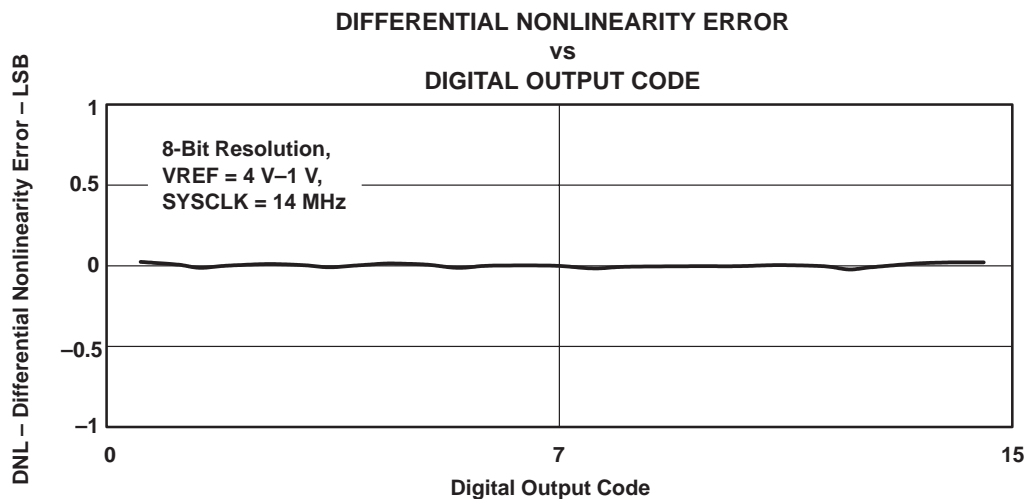 DIFFERENTIAL NONLINEARITY ERROR
vs
DIGITAL OUTPUT CODE
DNL – Differential Nonlinearity Error – LSB
1
0.5
0
–0.5
–1
8-Bit Resolution,
VREF = 4 V–1 V,
SYSCLK = 14 MHz
0
7
15
Digital Output Code